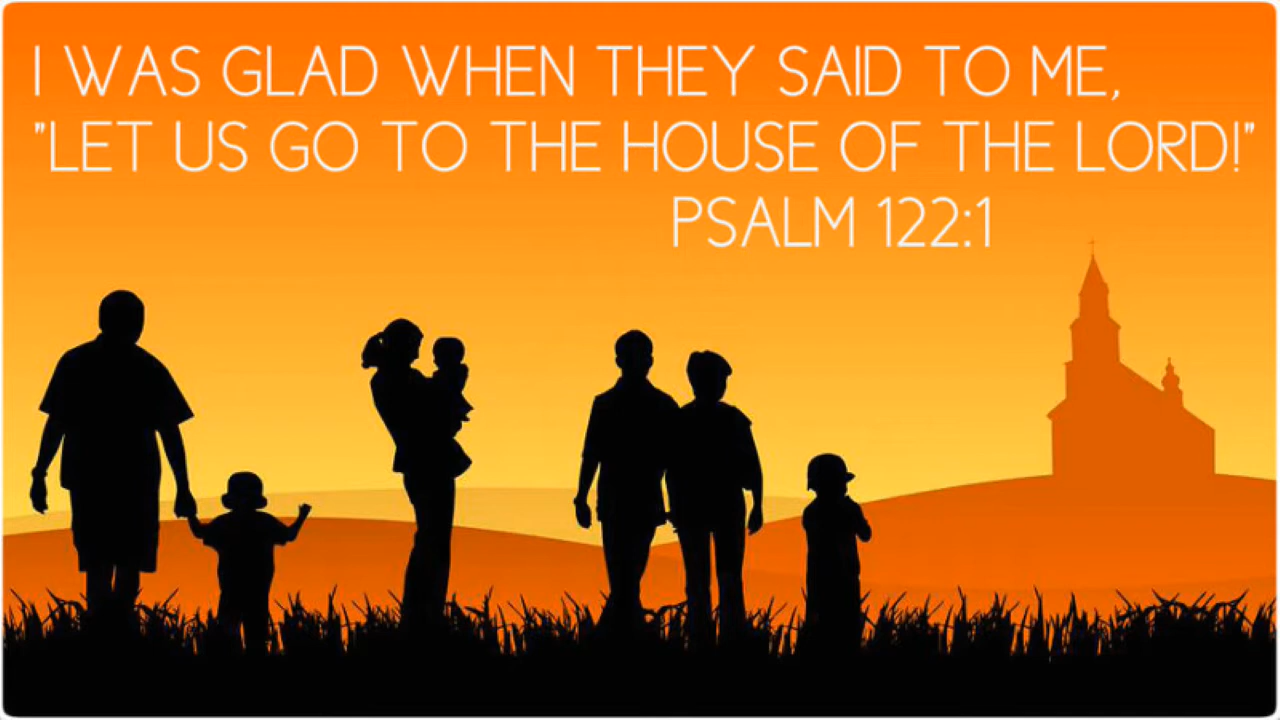 I WAS GLAD WHEN THEY SAID TO ME,
"LET US GO TO THE HOUSE OF THE LORD!"
PSALM 122:1